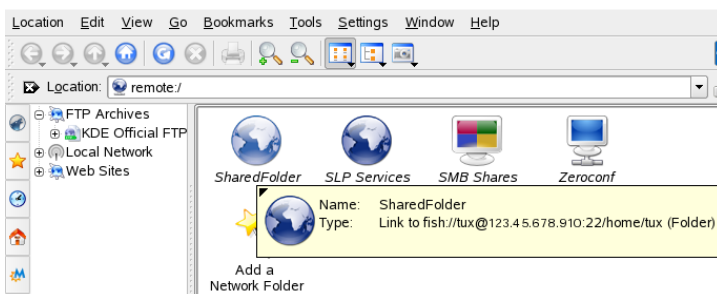 Location Edit View Go Bookmarks Tools Settings Window Help
Location: remote:/
FTP Archives
KDE Official FTP
Local Network
Web Sites
SharedFolder SLP Services SMB Shares Zeroconf
Name: SharedFolder
Type: Link to fish://tux@123.45.678.910:22/home/tux (Folder)
Add a
Network Folder